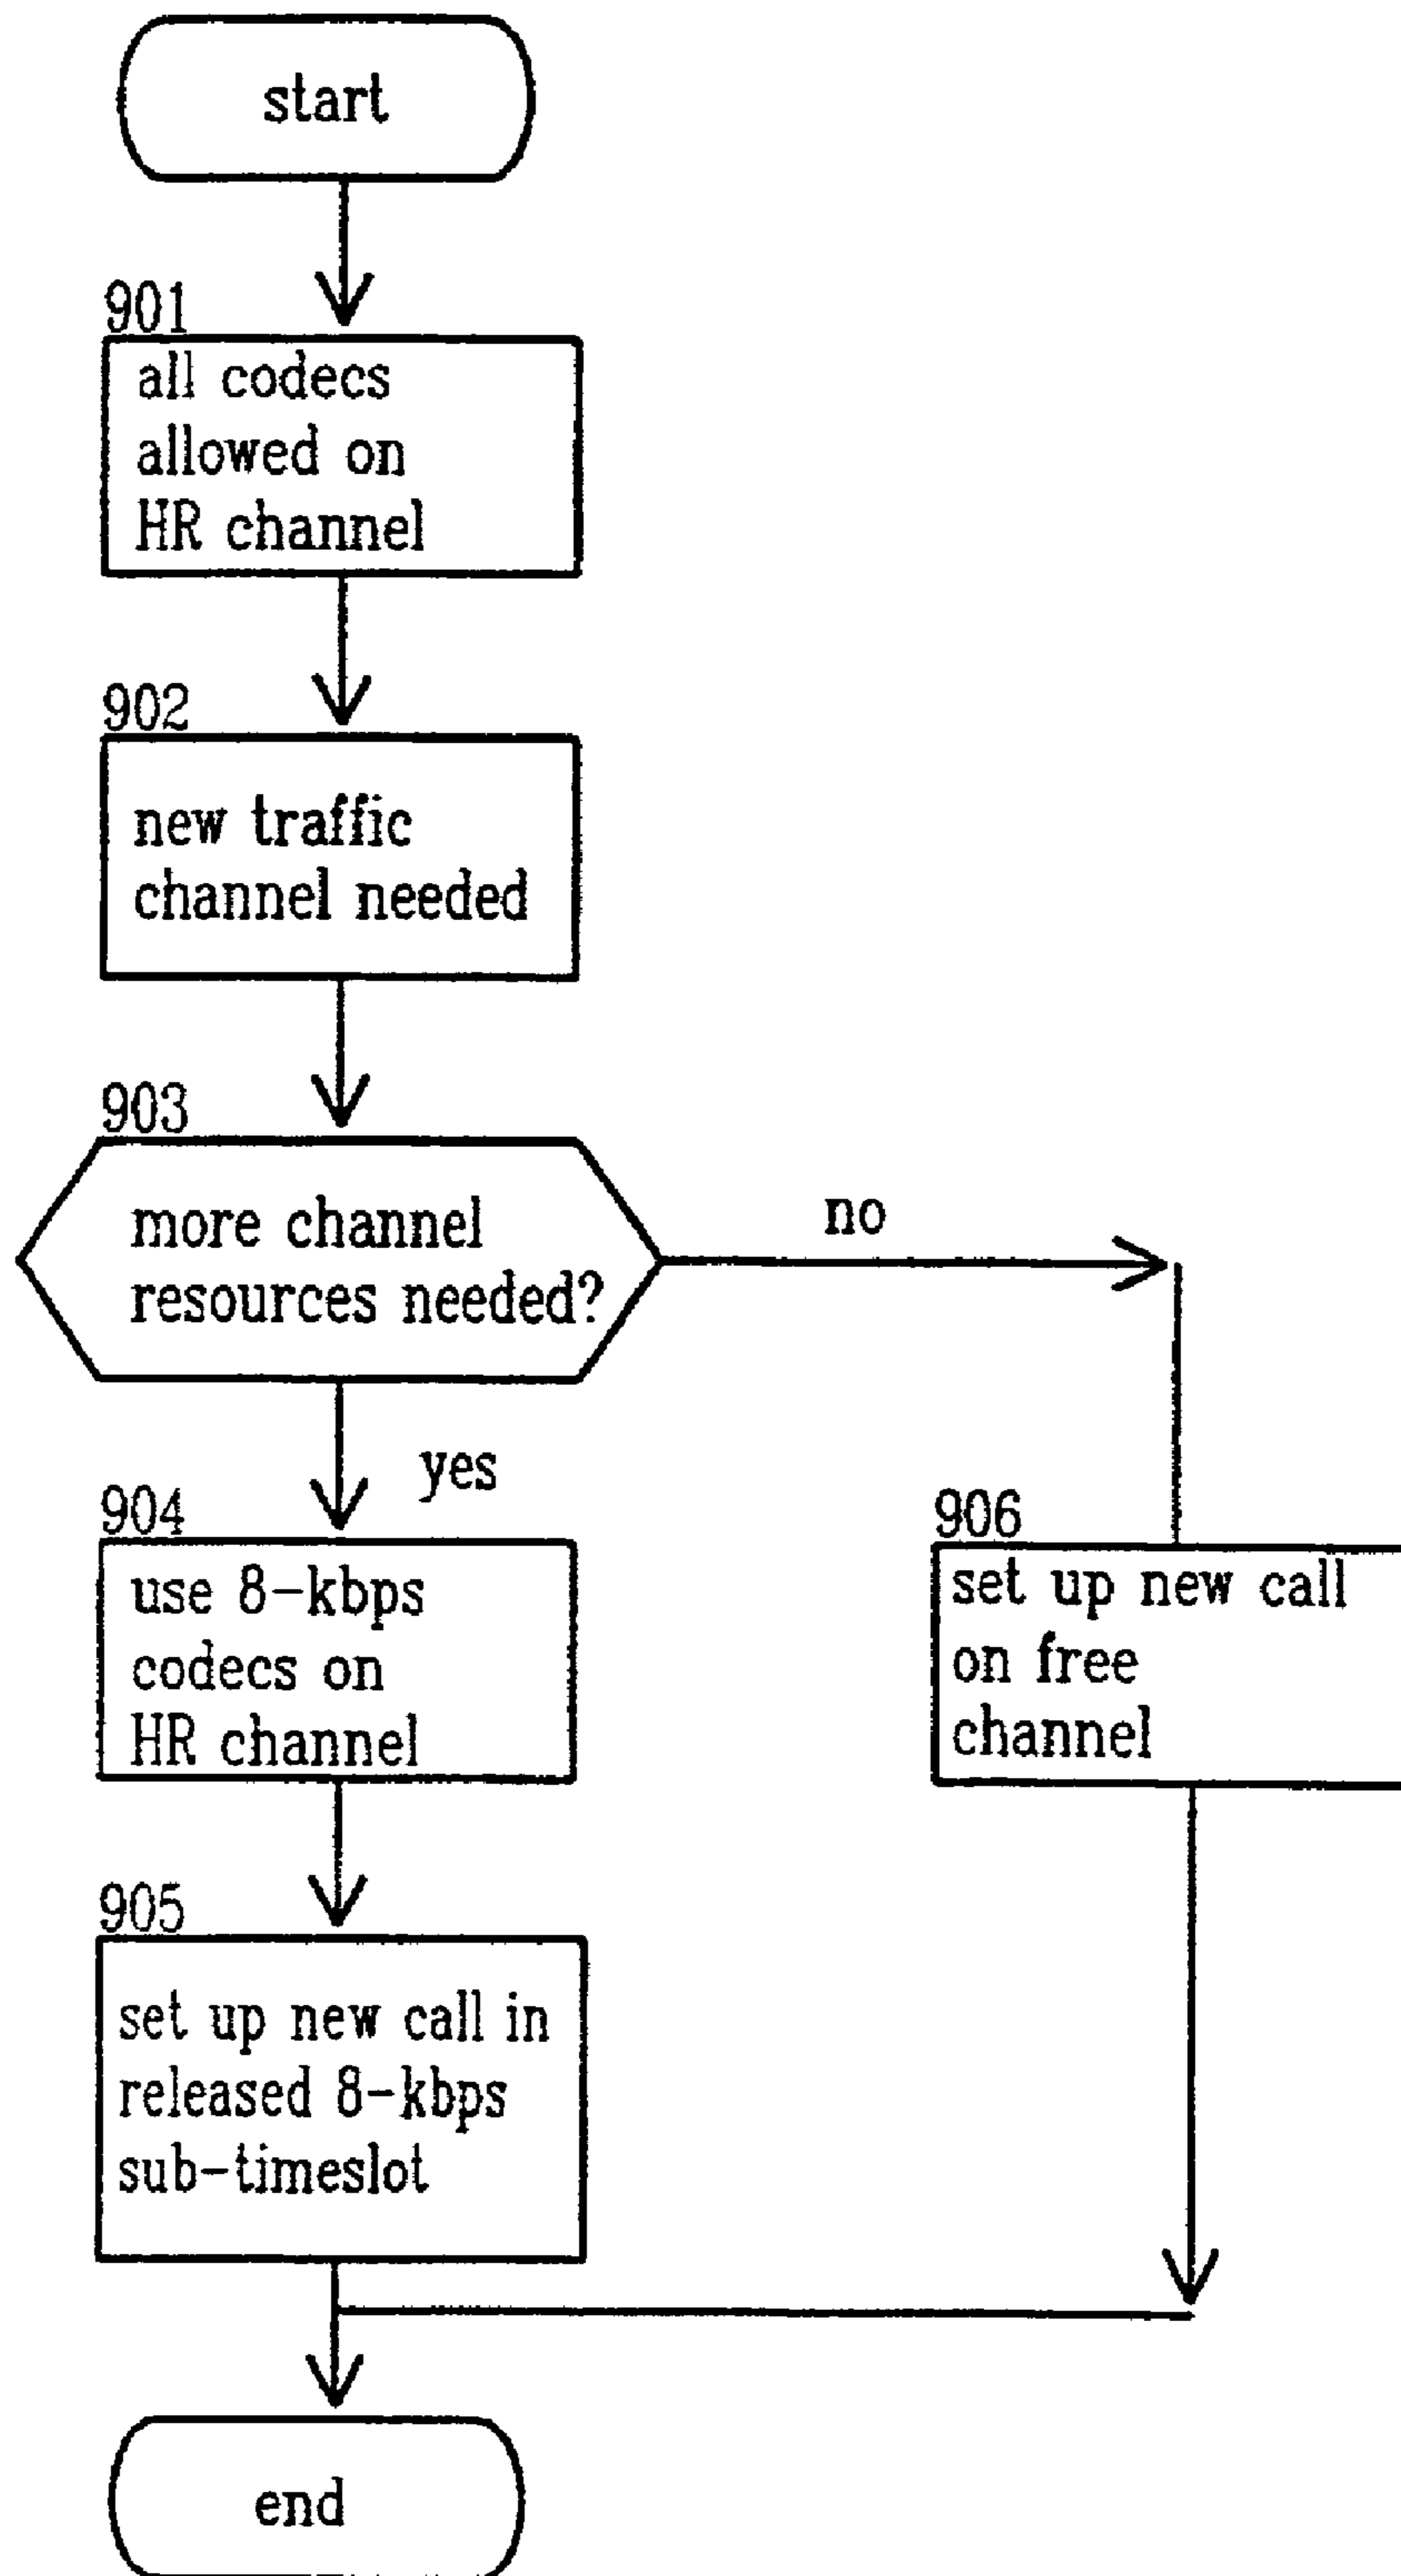 start
901
all codecs
allowed on
HR channel
902
new traffic
channel needed
903
more channel
resources needed?
no
yes
904
use 8-kbps
codecs on
HR channel
906
set up new call
on free
channel
905
set up new call in
released 8-kbps
sub-timeslot
end